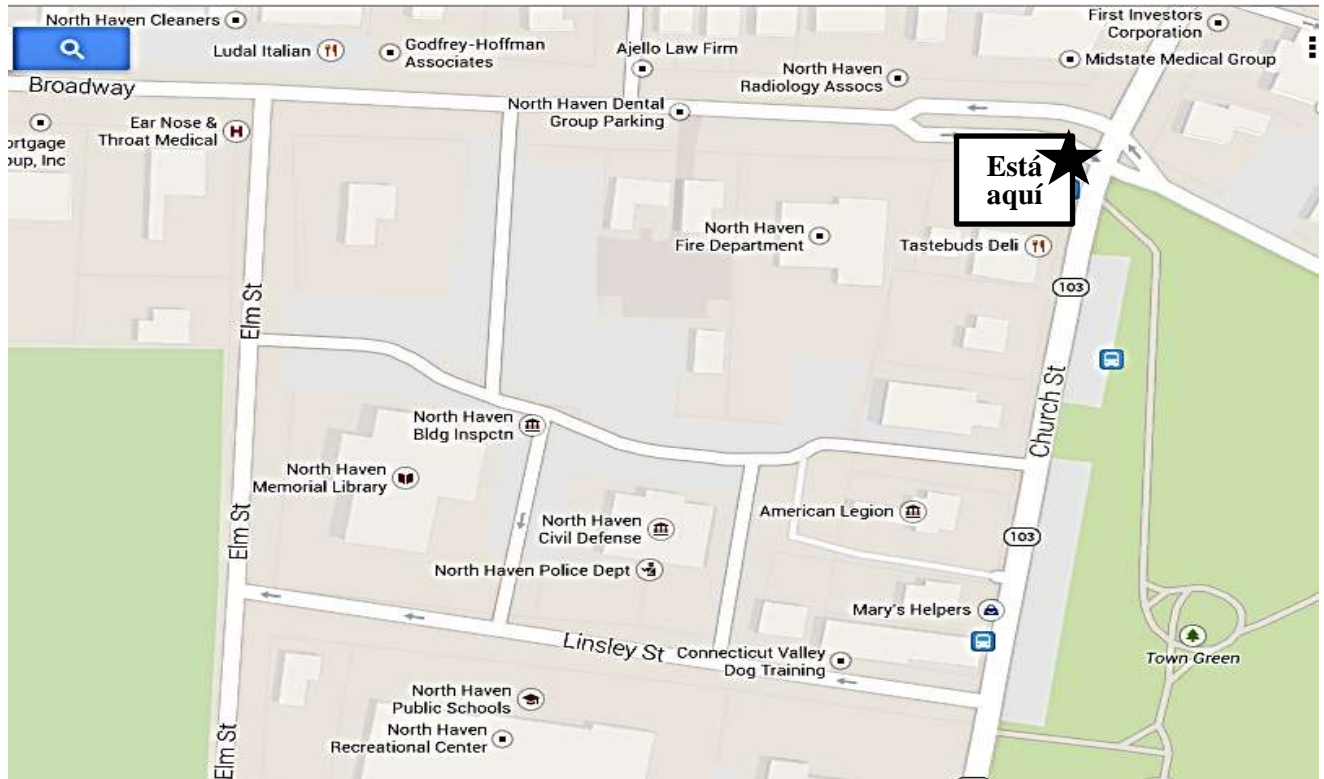 North Haven Cleaners
Ludal Italian
Godfrey-Hoffman
Associates
Ajello Law Firm
First Investors
Corporation
Midstate Medical Group
North Haven
Radiology Assocs
Broadway
North Haven Dental
Group Parking
Ear Nose &
Throat Medical
H
ortgage
oup, Inc
Está
aquí
North Haven
Fire Department
Tastebuds Deli
103
Elm St
Church St
North Haven
Bldg Inspctn
North Haven
Memorial Library
American Legion
North Haven
Civil Defense
103
Elm St
North Haven Police Dept
Mary's Helpers
Linsley St
Connecticut Valley
Dog Training
Town Green
North Haven
Public Schools
North Haven
Recreational Center
Elm St